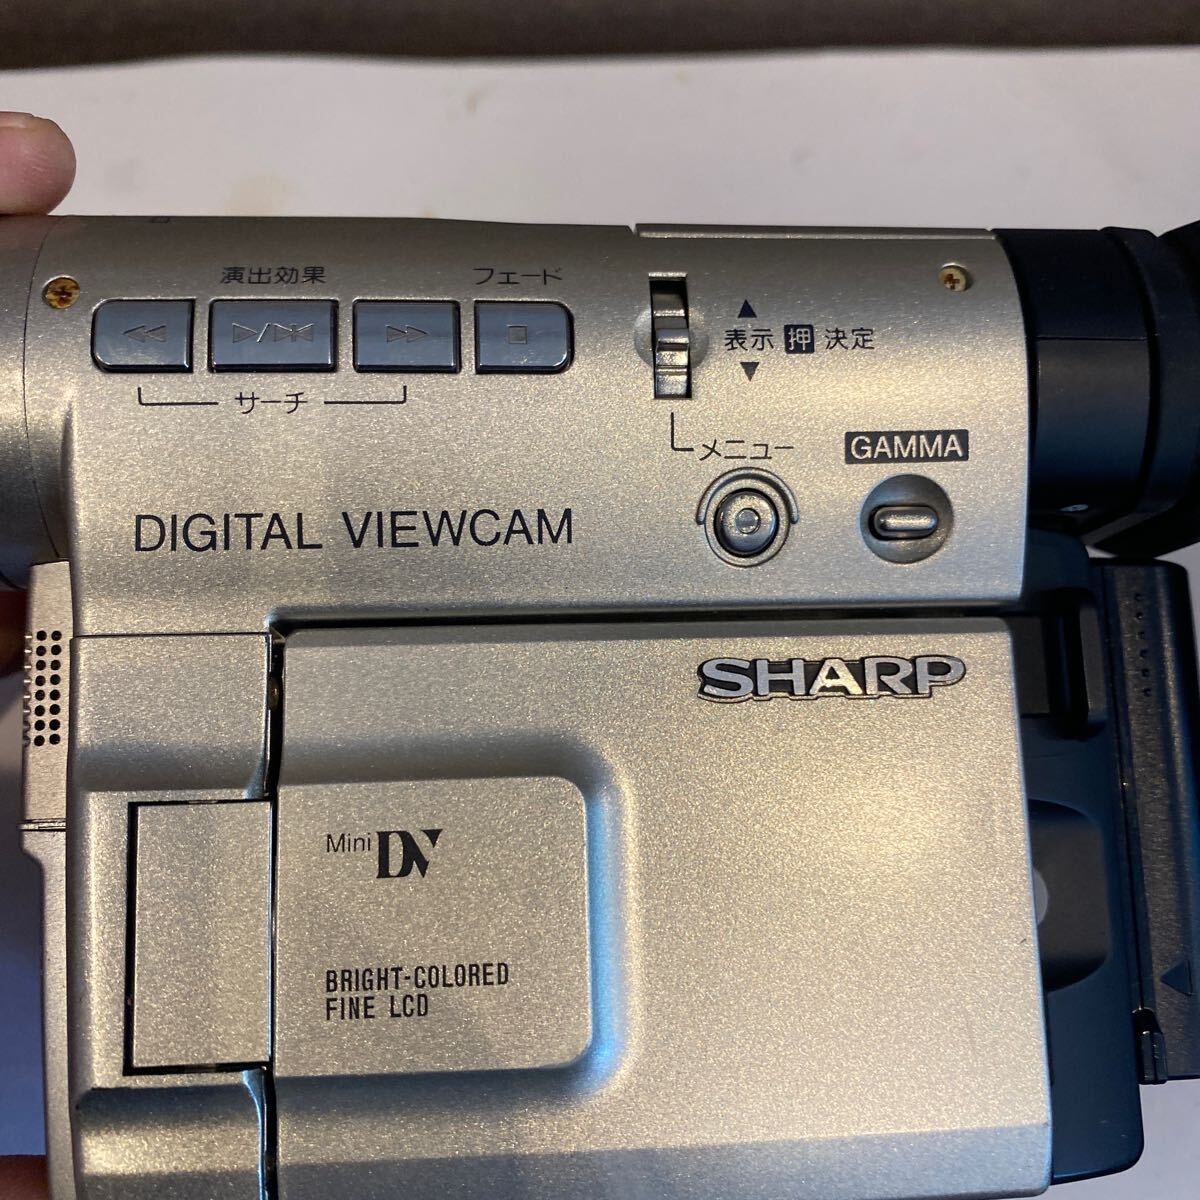 演出効果 フェード
サーチ
表示 押 決定
メニュー
GAMMA
DIGITAL VIEWCAM
SHARP
Mini DV
BRIGHT-COLORED
FINE LCD